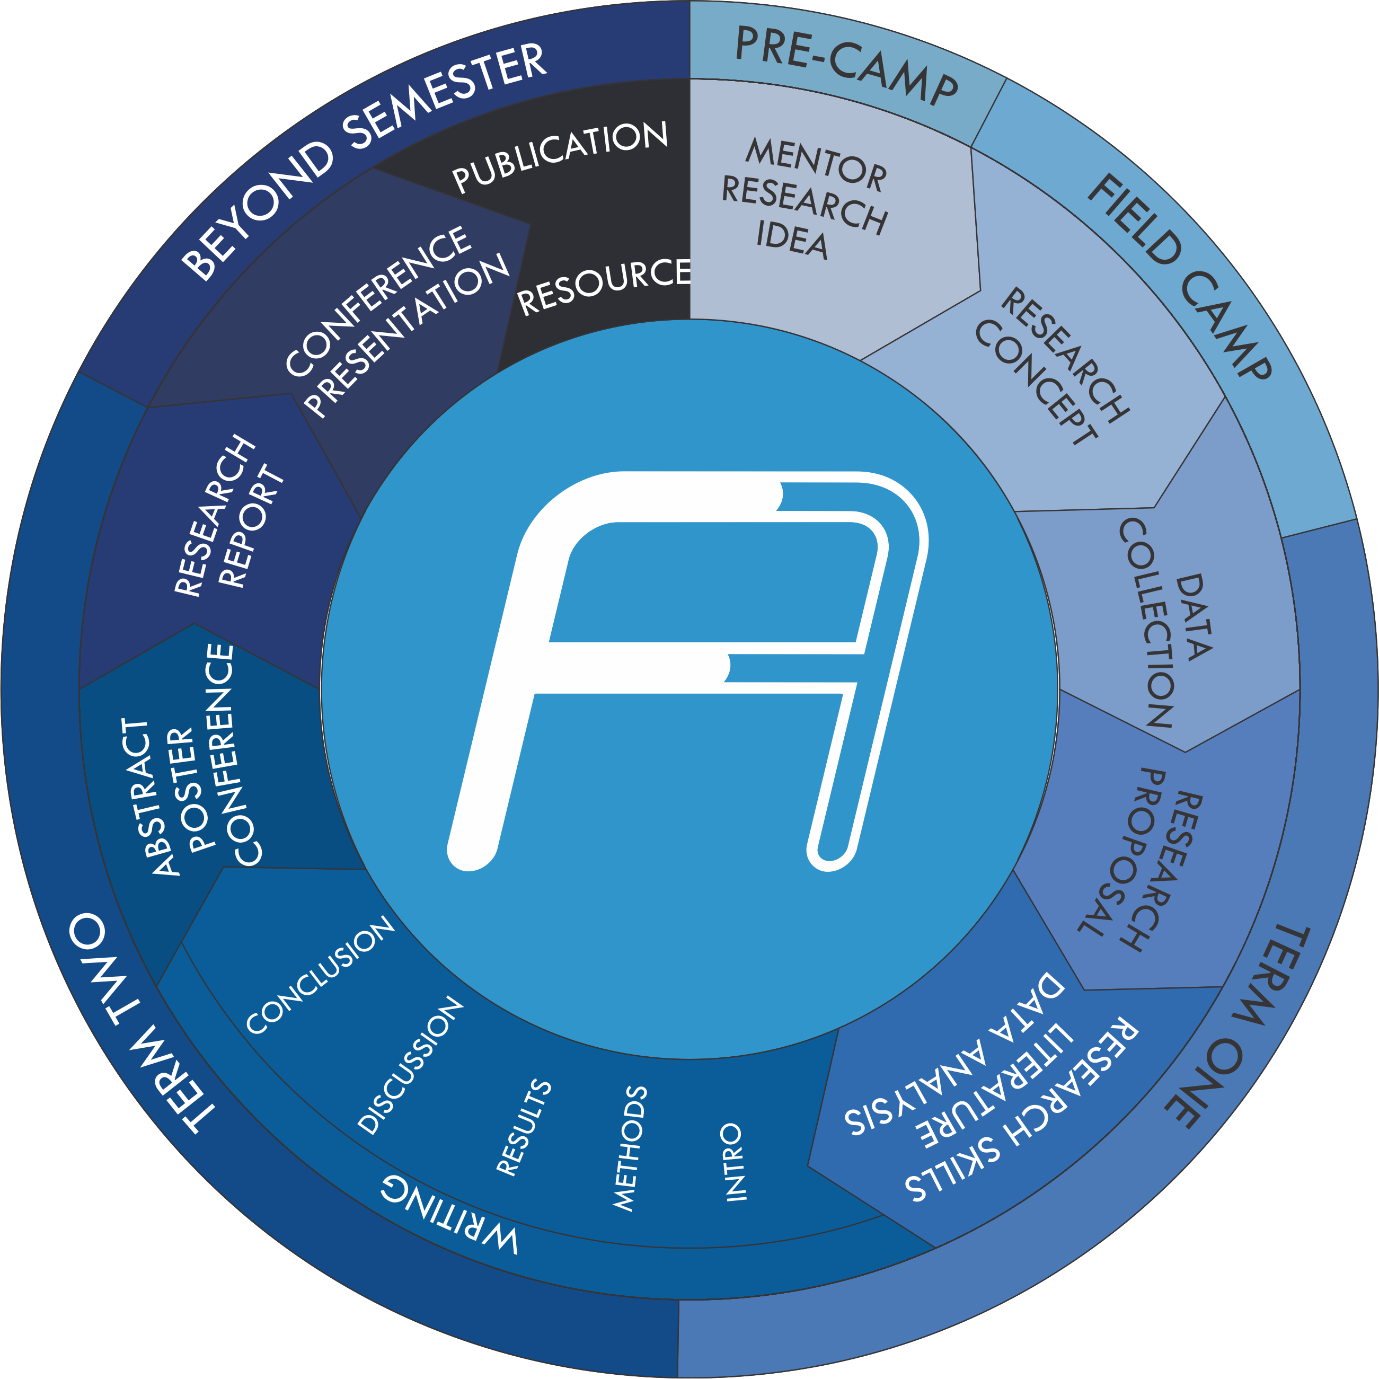 PRE-CAMP
MENTOR
RESEARCH
IDEA
FIELD CAMP
RESEARCH
CONCEPT
DATA
COLLECTION
TERM ONE
RESEARCH
PROPOSAL
RESEARCH SKILLS
LITERATURE
DATA ANALYSIS
TERM TWO
WRITING
INTRO
METHODS
RESULTS
DISCUSSION
CONCLUSION
ABSTRACT
POSTER
CONFERENCE
RESEARCH
REPORT
BEYOND SEMESTER
CONFERENCE
PRESENTATION
PUBLICATION
RESOURCE